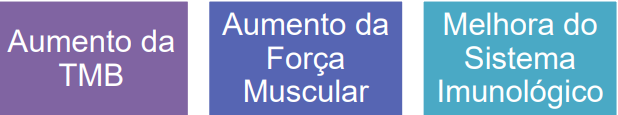 Aumento da
TMB
Aumento da
Força
Muscular
Melhora do
Sistema
Imunológico